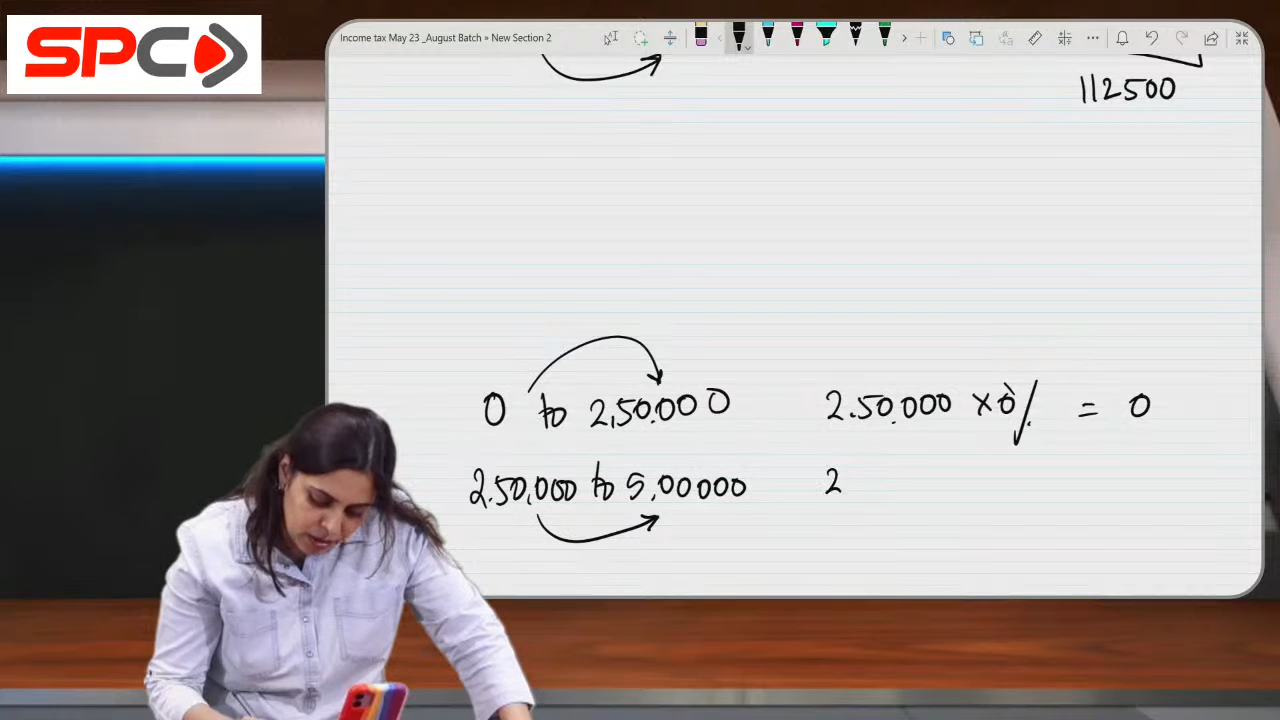 SPC
Income tax May 23 _August Batch » New Section 2
112500
0 to 2,50,000 2.50.000 × 0% = 0
2.50,000 to 5,00000 2